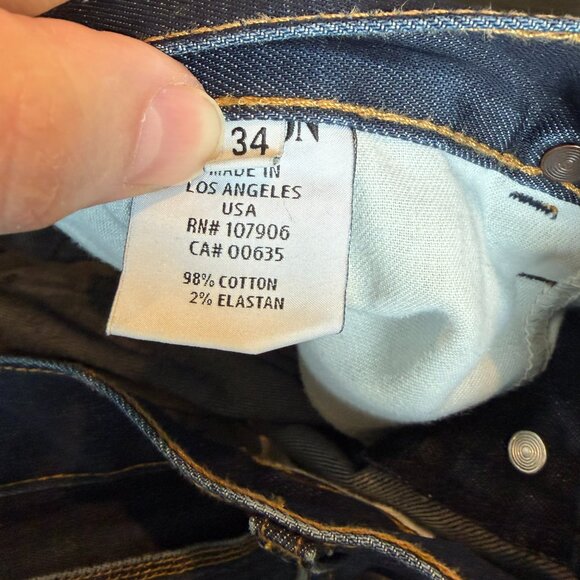 34
MADE IN
LOS ANGELES
USA
RN# 107906
CA# 00635
98% COTTON
2% ELASTAN